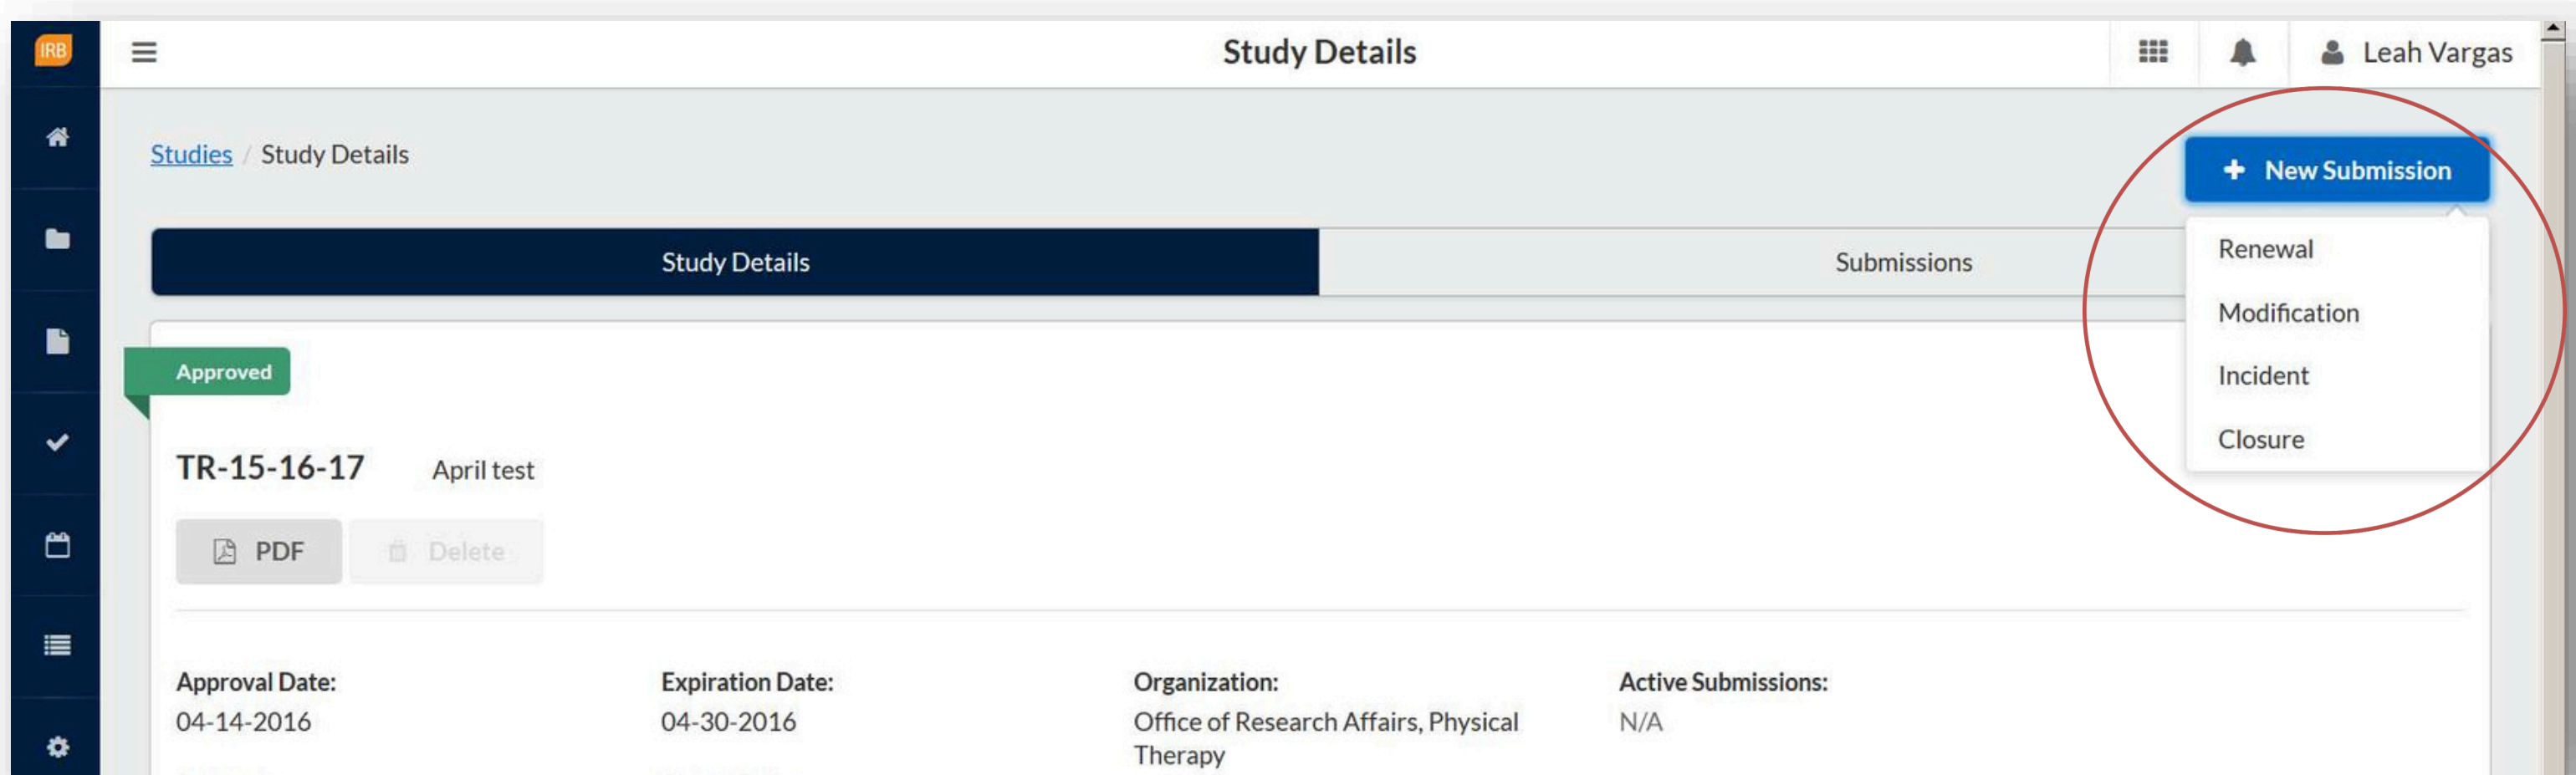 IRB
Study Details
Leah Vargas
Studies / Study Details
New Submission
Study Details
Submissions
Renewal
Modification
Incident
Closure
Approved
TR-15-16-17 April test
PDF
Delete
Approval Date:
04-14-2016
Expiration Date:
04-30-2016
Organization:
Office of Research Affairs, Physical
Therapy
Active Submissions:
N/A